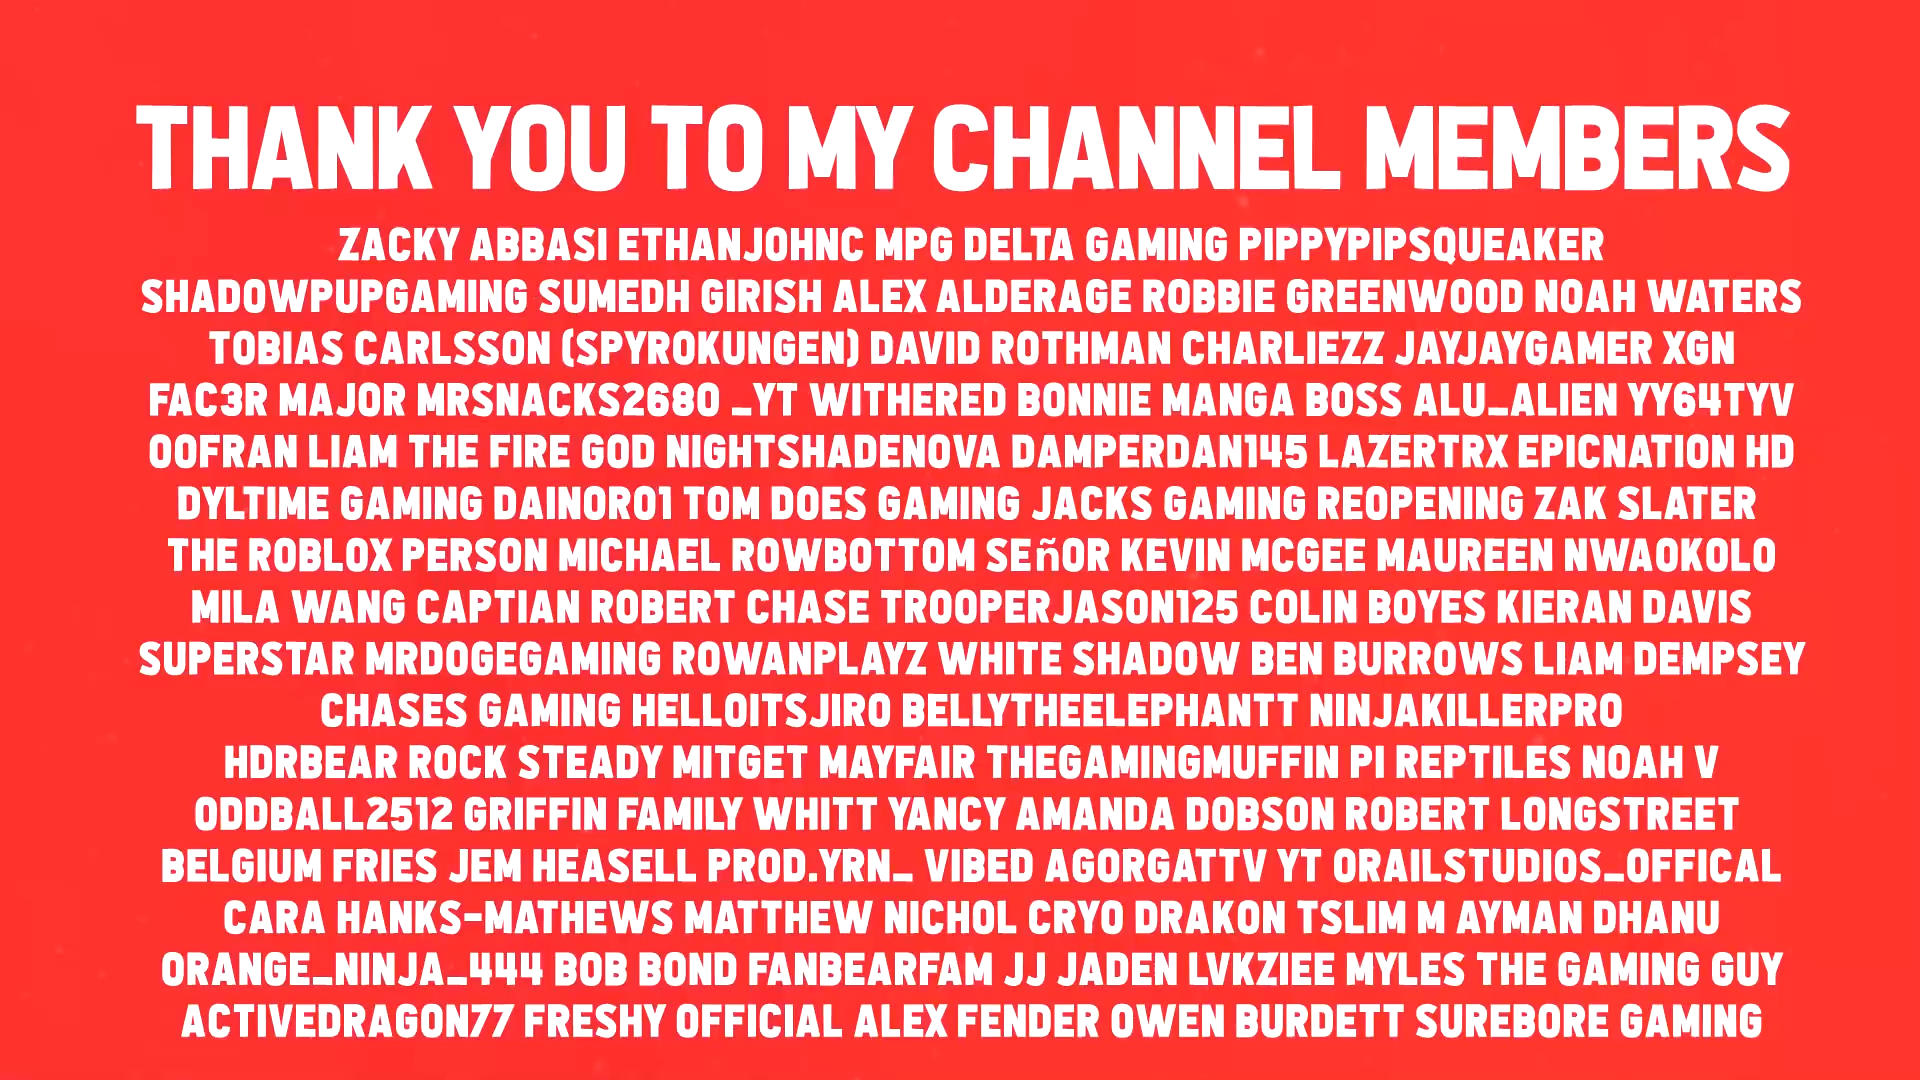 THANK YOU TO MY CHANNEL MEMBERS
ZACKY ABBASI ETHANJOHNC MPG DELTA GAMING PIPPYPIPSQUEAKER
SHADOWPUPGAMING SUMEDH GIRISH ALEX ALDERAGE ROBBIE GREENWOOD NOAH WATERS
TOBIAS CARLSSON (SPYROKUNGEN) DAVID ROTHMAN CHARLIEZZ JAYJAYGAMER XGN
FAC3R MAJOR MRSNACKS2680 _YT WITHERED BONNIE MANGA BOSS ALU_ALIEN YY64TYV
OOFRAN LIAM THE FIRE GOD NIGHTSHADENOVA DAMPERDAN145 LAZERTRX EPICNATION HD
DYLTIME GAMING DAINORO1 TOM DOES GAMING JACKS GAMING REOPENING ZAK SLATER
THE ROBLOX PERSON MICHAEL ROWBOTTOM SEñOR KEVIN MCGEE MAUREEN NWAOKOLO
MILA WANG CAPTIAN ROBERT CHASE TROOPERJASON125 COLIN BOYES KIERAN DAVIS
SUPERSTAR MRDOGEGAMING ROWANPLAYZ WHITE SHADOW BEN BURROWS LIAM DEMPSEY
CHASES GAMING HELLOITSJIRO BELLYTHEELEPHANTT NINJAKILLERPRO
HDRBEAR ROCK STEADY MITGET MAYFAIR THEGAMINGMUFFIN PI REPTILES NOAH V
ODDBALL2512 GRIFFIN FAMILY WHITT YANCY AMANDA DOBSON ROBERT LONGSTREET
BELGIUM FRIES JEM HEASELL PROD.YRN_ VIBED AGORGATTV YT ORAILSTUDIOS_OFFICAL
CARA HANKS-MATHEWS MATTHEW NICHOL CRYO DRAKON TSLIM M AYMAN DHANU
ORANGE_NINJA_444 BOB BOND FANBEARFAM JJ JADEN LVKZIEE MYLES THE GAMING GUY
ACTIVEDRAGON77 FRESHY OFFICIAL ALEX FENDER OWEN BURDETT SUREBORE GAMING